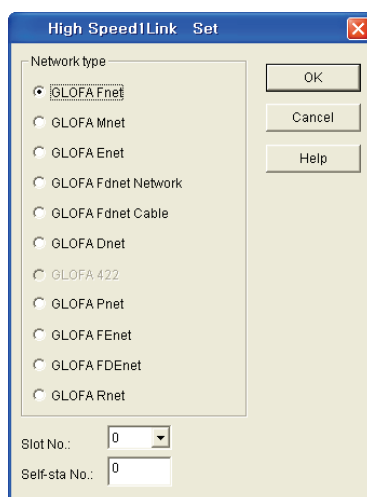 High Speed1Link Set
Network type
GLOFA Fnet
GLOFA Mnet
GLOFA Enet
GLOFA Fdnet Network
GLOFA Fdnet Cable
GLOFA Dnet
GLOFA 422
GLOFA Pnet
GLOFA FEnet
GLOFA FDEnet
GLOFA Rnet
OK
Cancel
Help
Slot No.: 0
Self-sta No.: 0